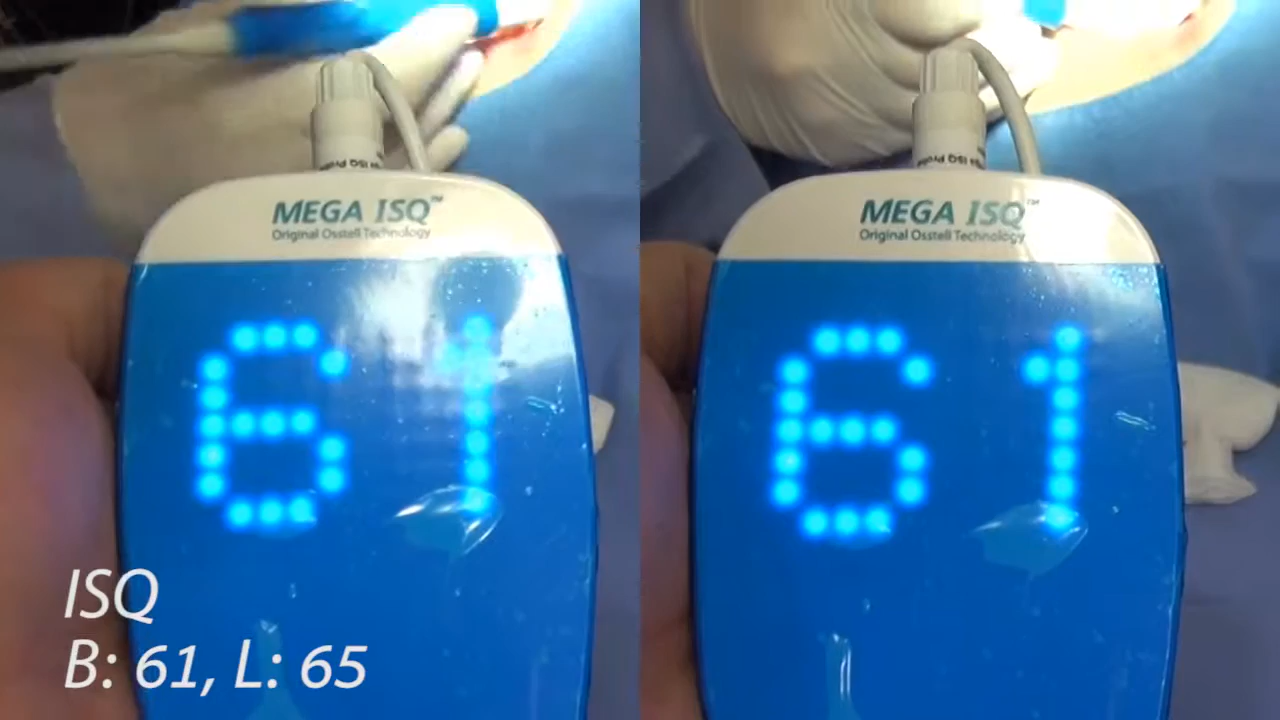 MEGA ISQ™
Original Osstell Technology
61
MEGA ISQ™
Original Osstell Technology
61
ISQ
B: 61, L: 65